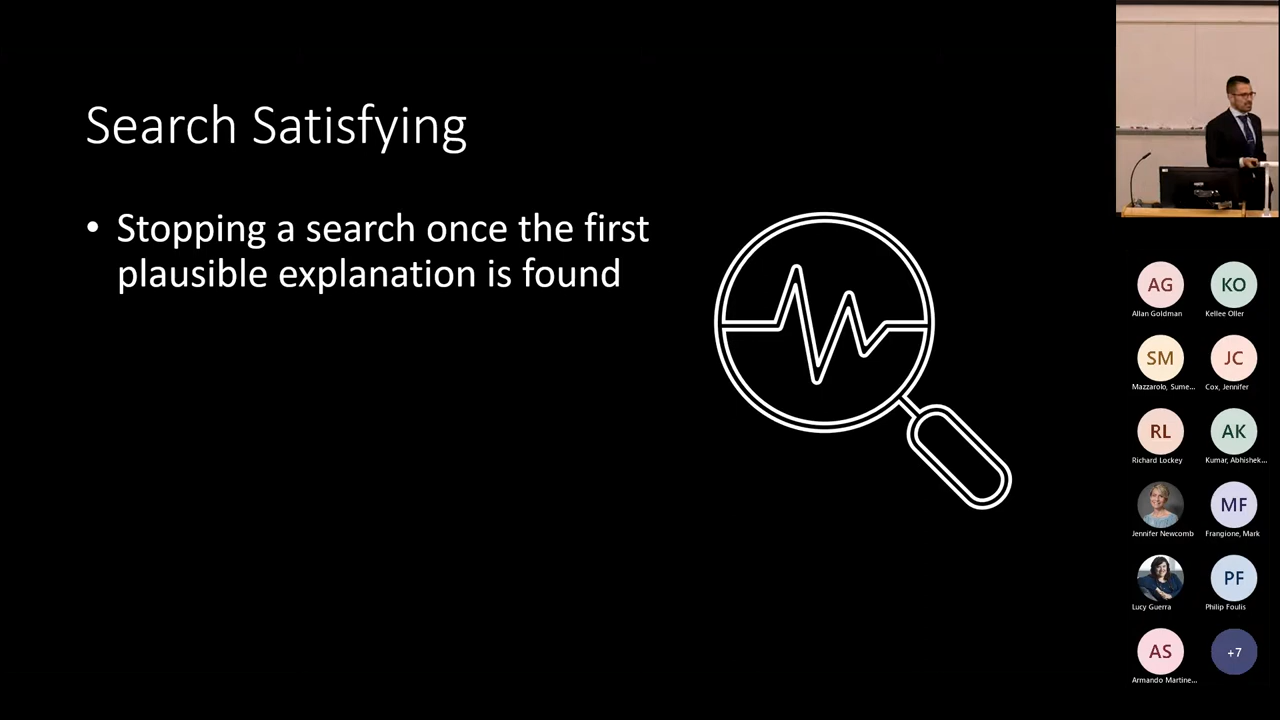 Search Satisfying
• Stopping a search once the first
plausible explanation is found
AG
Allan Goldman
KO
Kellee Oller
SM
Mazzarolo, Sume...
JC
Cox, Jennifer
RL
Richard Lockey
AK
Kumar, Abhishek...
Jennifer Newcomb
MF
Frangione, Mark
Lucy Guerra
PF
Philip Foulis
AS
Armando Martine...
+7